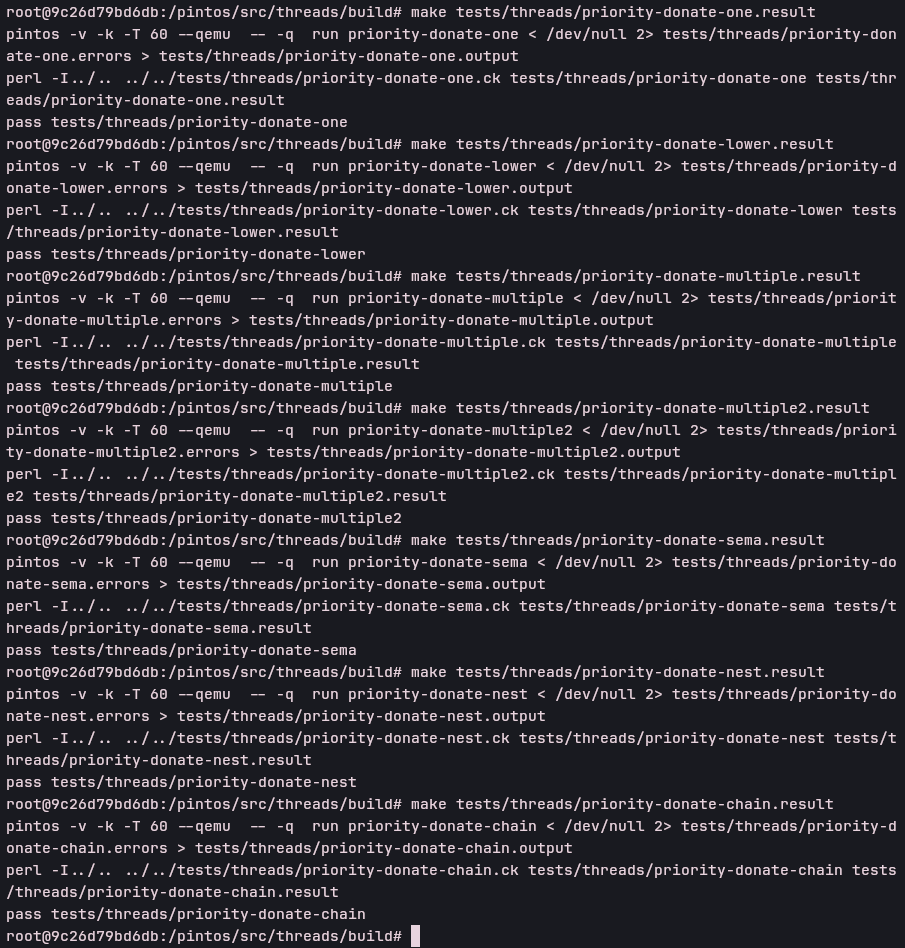 root@9c26d79bd6db:/pintos/src/threads/build# make tests/threads/priority-donate-one.result
pintos -v -k -T 60 --qemu  -- -q  run priority-donate-one < /dev/null 2> tests/threads/priority-don
ate-one.errors > tests/threads/priority-donate-one.output
perl -I../.. ../../tests/threads/priority-donate-one.ck tests/threads/priority-donate-one tests/thr
eads/priority-donate-one.result
pass tests/threads/priority-donate-one
root@9c26d79bd6db:/pintos/src/threads/build# make tests/threads/priority-donate-lower.result
pintos -v -k -T 60 --qemu  -- -q  run priority-donate-lower < /dev/null 2> tests/threads/priority-d
onate-lower.errors > tests/threads/priority-donate-lower.output
perl -I../.. ../../tests/threads/priority-donate-lower.ck tests/threads/priority-donate-lower tests
/threads/priority-donate-lower.result
pass tests/threads/priority-donate-lower
root@9c26d79bd6db:/pintos/src/threads/build# make tests/threads/priority-donate-multiple.result
pintos -v -k -T 60 --qemu  -- -q  run priority-donate-multiple < /dev/null 2> tests/threads/priorit
y-donate-multiple.errors > tests/threads/priority-donate-multiple.output
perl -I../.. ../../tests/threads/priority-donate-multiple.ck tests/threads/priority-donate-multiple
 tests/threads/priority-donate-multiple.result
pass tests/threads/priority-donate-multiple
root@9c26d79bd6db:/pintos/src/threads/build# make tests/threads/priority-donate-multiple2.result
pintos -v -k -T 60 --qemu  -- -q  run priority-donate-multiple2 < /dev/null 2> tests/threads/priori
ty-donate-multiple2.errors > tests/threads/priority-donate-multiple2.output
perl -I../.. ../../tests/threads/priority-donate-multiple2.ck tests/threads/priority-donate-multipl
e2 tests/threads/priority-donate-multiple2.result
pass tests/threads/priority-donate-multiple2
root@9c26d79bd6db:/pintos/src/threads/build# make tests/threads/priority-donate-sema.result
pintos -v -k -T 60 --qemu  -- -q  run priority-donate-sema < /dev/null 2> tests/threads/priority-do
nate-sema.errors > tests/threads/priority-donate-sema.output
perl -I../.. ../../tests/threads/priority-donate-sema.ck tests/threads/priority-donate-sema tests/t
hreads/priority-donate-sema.result
pass tests/threads/priority-donate-sema
root@9c26d79bd6db:/pintos/src/threads/build# make tests/threads/priority-donate-nest.result
pintos -v -k -T 60 --qemu  -- -q  run priority-donate-nest < /dev/null 2> tests/threads/priority-do
nate-nest.errors > tests/threads/priority-donate-nest.output
perl -I../.. ../../tests/threads/priority-donate-nest.ck tests/threads/priority-donate-nest tests/t
hreads/priority-donate-nest.result
pass tests/threads/priority-donate-nest
root@9c26d79bd6db:/pintos/src/threads/build# make tests/threads/priority-donate-chain.result
pintos -v -k -T 60 --qemu  -- -q  run priority-donate-chain < /dev/null 2> tests/threads/priority-d
onate-chain.errors > tests/threads/priority-donate-chain.output
perl -I../.. ../../tests/threads/priority-donate-chain.ck tests/threads/priority-donate-chain tests
/threads/priority-donate-chain.result
pass tests/threads/priority-donate-chain
root@9c26d79bd6db:/pintos/src/threads/build#